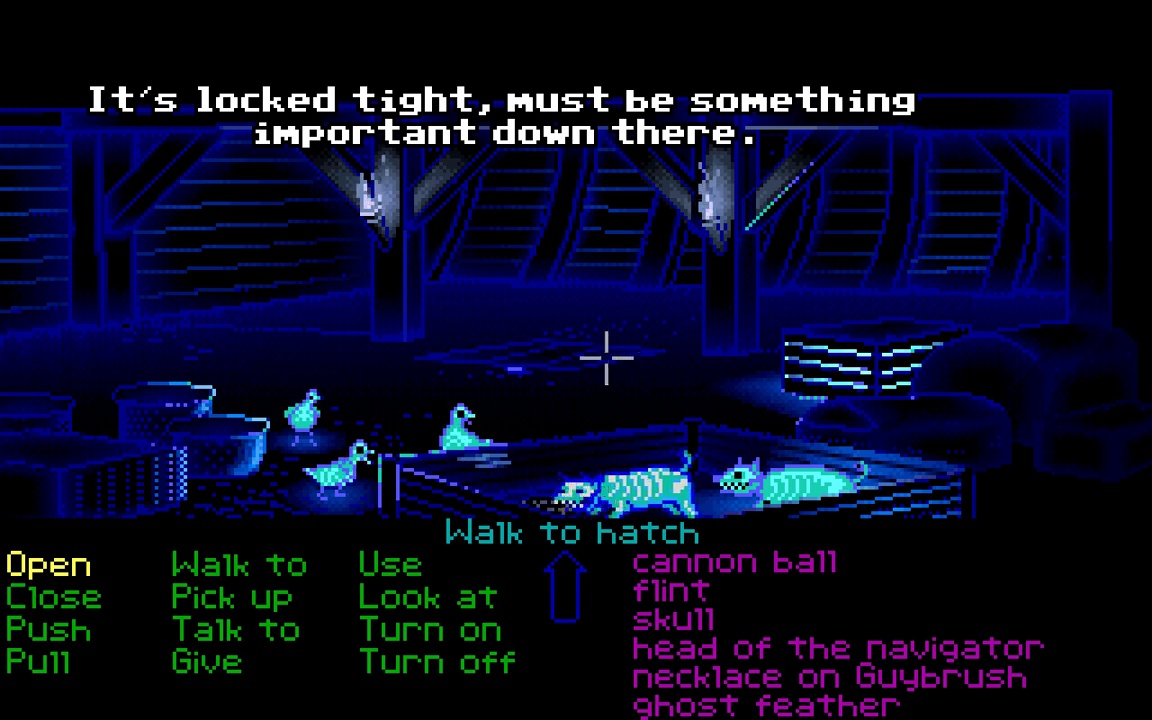 It's locked tight, must be something
important down there.
Walk to hatch
Open Walk to Use
Close Pick up Look at
Push Talk to Turn on
Pull Give Turn off
cannon ball
flint
skull
head of the navigator
necklace on Guybrush
ghost feather